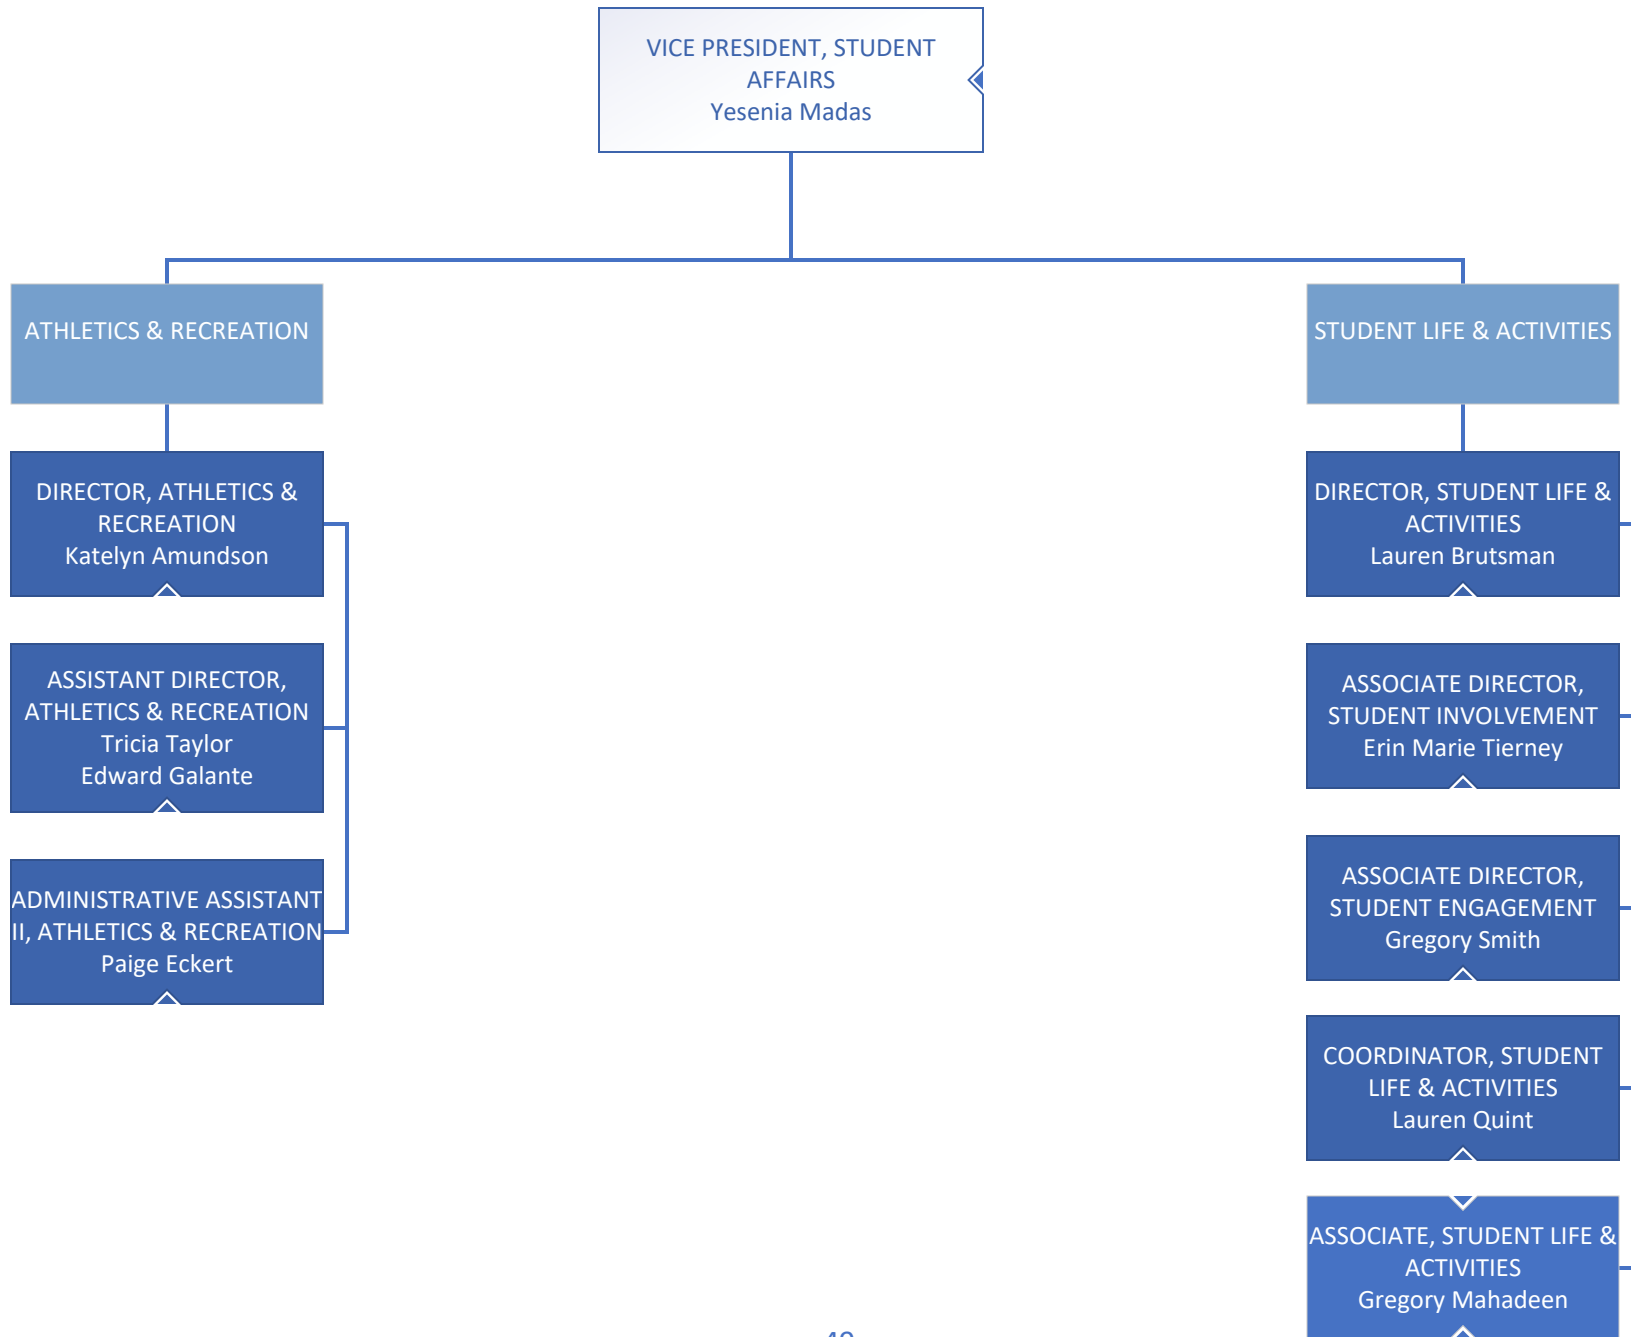 VICE PRESIDENT, STUDENT
AFFAIRS
Yesenia Madas
ATHLETICS & RECREATION
STUDENT LIFE & ACTIVITIES
DIRECTOR, ATHLETICS &
RECREATION
Katelyn Amundson
DIRECTOR, STUDENT LIFE &
ACTIVITIES
Lauren Brutsman
ASSISTANT DIRECTOR,
ATHLETICS & RECREATION
Tricia Taylor
Edward Galante
ASSOCIATE DIRECTOR,
STUDENT INVOLVEMENT
Erin Marie Tierney
ADMINISTRATIVE ASSISTANT
II, ATHLETICS & RECREATION
Paige Eckert
ASSOCIATE DIRECTOR,
STUDENT ENGAGEMENT
Gregory Smith
COORDINATOR, STUDENT
LIFE & ACTIVITIES
Lauren Quint
ASSOCIATE, STUDENT LIFE &
ACTIVITIES
Gregory Mahadeen